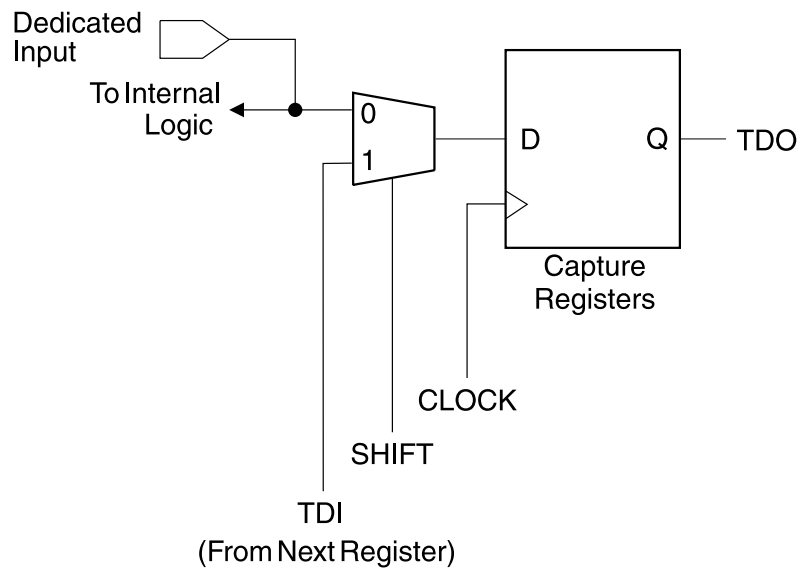 Dedicated
Input
To Internal
Logic
0
1
D
Q
TDO
Capture
Registers
CLOCK
SHIFT
TDI
(From Next Register)